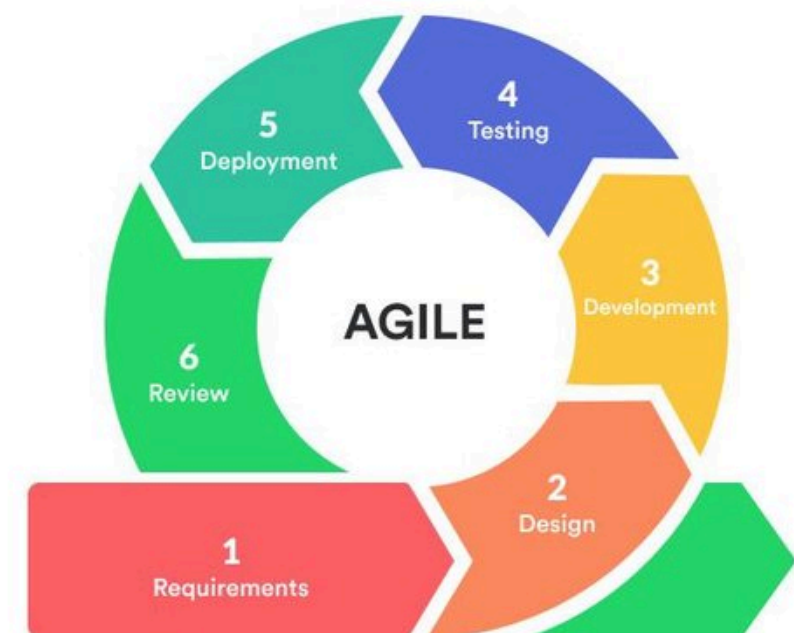 AGILE
1
Requirements
2
Design
3
Development
4
Testing
5
Deployment
6
Review